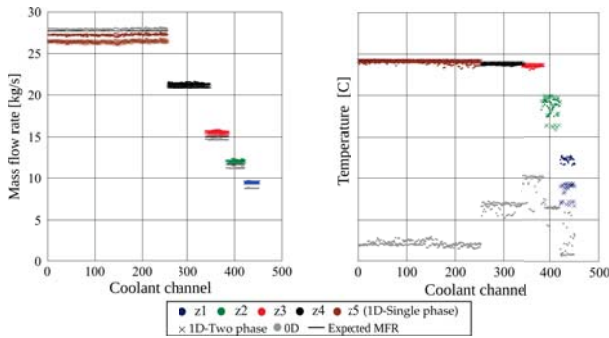 30
25
20
15
10
5
0
0 100 200 300 400 500
Mass flow rate [kg/s]
Coolant channel
Temperature [C]
0 100 200 300 400 500
Coolant channel
z1 z2 z3 z4 z5 (1D-Single phase)
1D-Two phase 0D Expected MFR